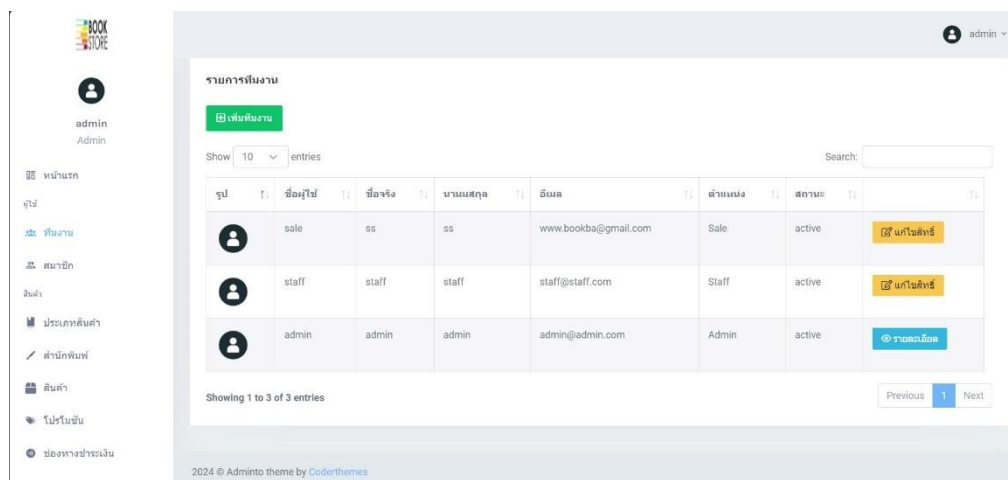 BOOK
STORE
admin
admin
Admin
หน้าแรก
ผู้ใช้
ทีมงาน
สมาชิก
สินค้า
ประเภทสินค้า
สำนักพิมพ์
สินค้า
โปรโมชั่น
ช่องทางชำระเงิน
รายการทีมงาน
เพิ่มทีมงาน
Show 10 entries
Search:
รูป ชื่อผู้ใช้ ชื่อจริง นามมสกุล อีเมล ตำแหน่ง สถานะ
sale ss ss www.bookba@gmail.com Sale active แก้ไขสิทธิ์
staff staff staff staff@staff.com Staff active แก้ไขสิทธิ์
admin admin admin admin@admin.com Admin active รายละเอียด
Showing 1 to 3 of 3 entries
Previous 1 Next
2024 © Adminto theme by Coderthemes